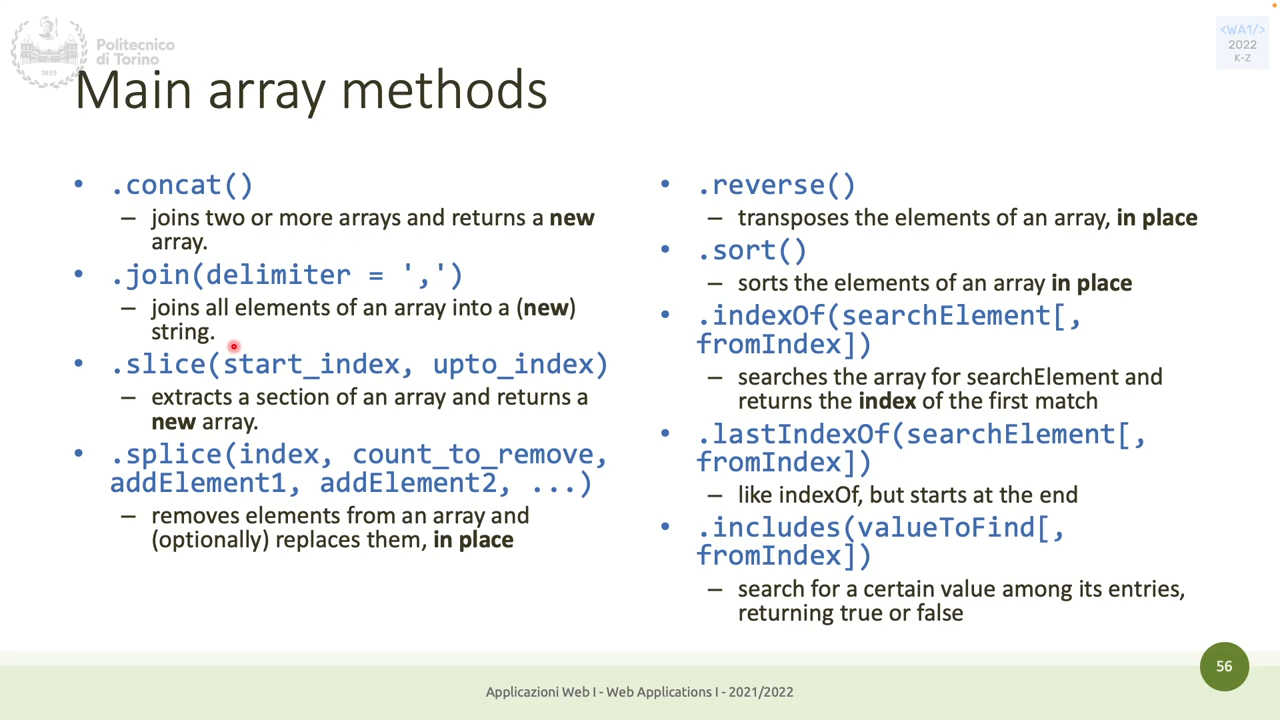 Politecnico
di Torino
1859
<WA1/>
2022
K-Z
Main array methods
• .concat()
– joins two or more arrays and returns a new
array.
• .join(delimiter = ',')
– joins all elements of an array into a (new)
string.
• .slice(start_index, upto_index)
– extracts a section of an array and returns a
new array.
• .splice(index, count_to_remove,
addElement1, addElement2, ...)
– removes elements from an array and
(optionally) replaces them, in place
• .reverse()
– transposes the elements of an array, in place
• .sort()
– sorts the elements of an array in place
• .indexOf(searchElement[,
fromIndex])
– searches the array for searchElement and
returns the index of the first match
• .lastIndexOf(searchElement[,
fromIndex])
– like indexOf, but starts at the end
• .includes(valueToFind[,
fromIndex])
– search for a certain value among its entries,
returning true or false
Applicazioni Web I - Web Applications I - 2021/2022
56